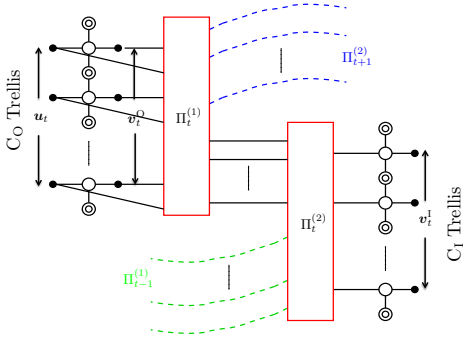 C_O Trellis
u_t
v_t^O
Π_t^{(1)}
Π_{t+1}^{(2)}
Π_t^{(2)}
Π_{t-1}^{(1)}
v_t^I
C_I Trellis